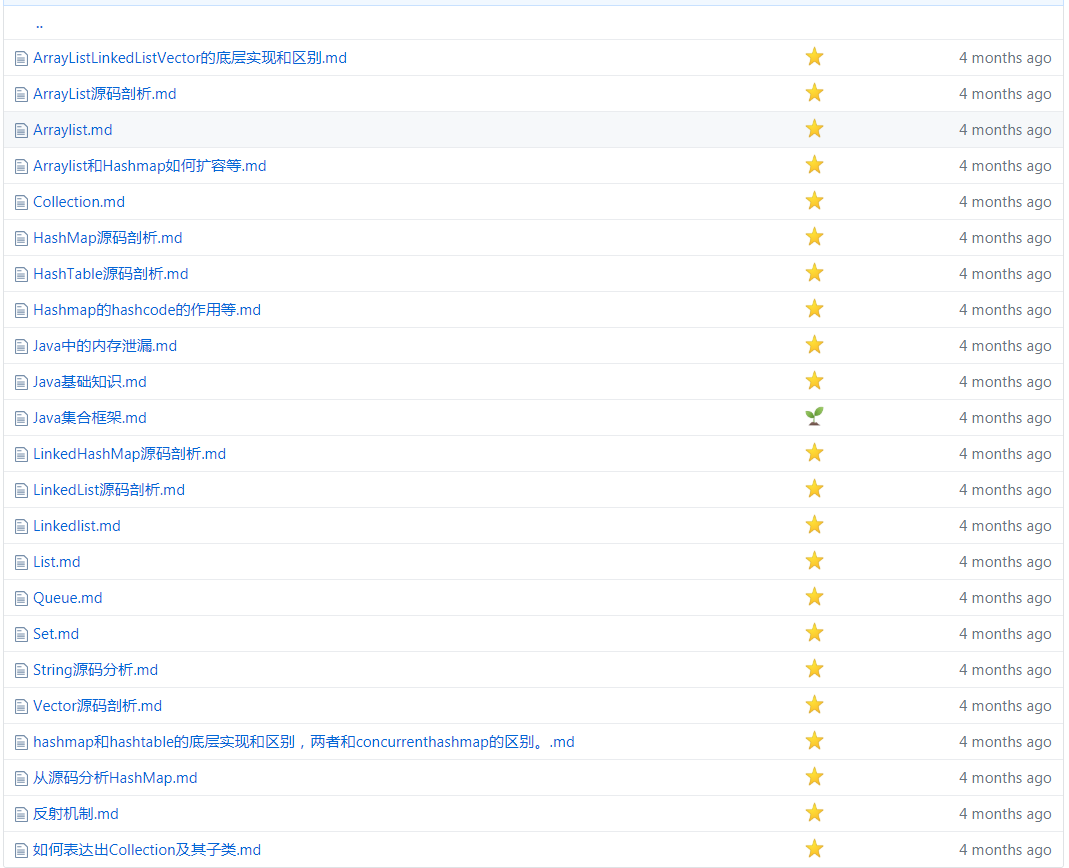 ..
ArrayListLinkedListVector的底层实现和区别.md 4 months ago
ArrayList源码剖析.md 4 months ago
Arraylist.md 4 months ago
Arraylist和Hashmap如何扩容等.md 4 months ago
Collection.md 4 months ago
HashMap源码剖析.md 4 months ago
HashTable源码剖析.md 4 months ago
Hashmap的hashcode的作用等.md 4 months ago
Java中的内存泄漏.md 4 months ago
Java基础知识.md 4 months ago
Java集合框架.md 4 months ago
LinkedHashMap源码剖析.md 4 months ago
LinkedList源码剖析.md 4 months ago
Linkedlist.md 4 months ago
List.md 4 months ago
Queue.md 4 months ago
Set.md 4 months ago
String源码分析.md 4 months ago
Vector源码剖析.md 4 months ago
hashmap和hashtable的底层实现和区别，两者和concurrenthashmap的区别。.md 4 months ago
从源码分析HashMap.md 4 months ago
反射机制.md 4 months ago
如何表达出Collection及其子类.md 4 months ago